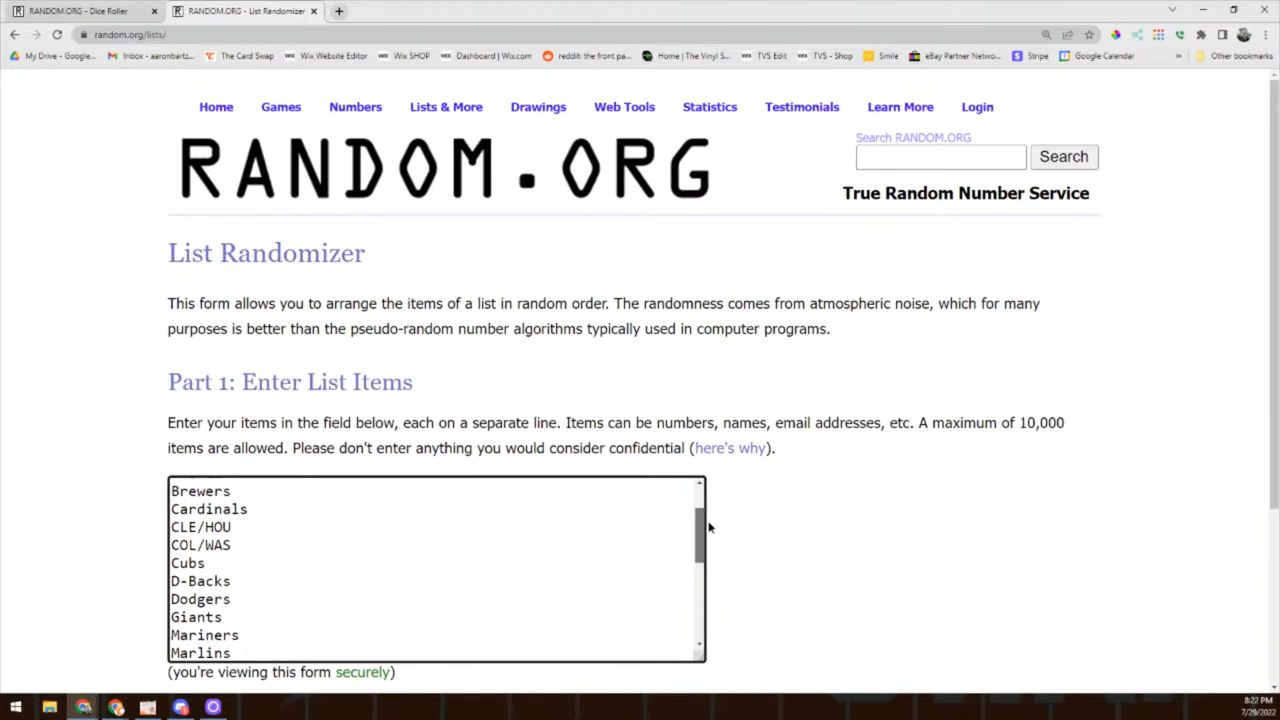 RANDOM.ORG - Dice Roller
RANDOM.ORG - List Randomizer
random.org/lists/
My Drive - Google...
Inbox - aaronbartz...
The Card Swap
Wix Website Editor
Wix SHOP
Dashboard | Wix.com
reddit: the front pa...
Home | The Vinyl S...
TVS Edit
TVS - Shop
Smile
eBay Partner Netwo...
Stripe
Google Calendar
»
Other bookmarks
Home Games Numbers Lists & More Drawings Web Tools Statistics Testimonials Learn More Login
RANDOM.ORG
Search RANDOM.ORG
Search
True Random Number Service
List Randomizer
This form allows you to arrange the items of a list in random order. The randomness comes from atmospheric noise, which for many
purposes is better than the pseudo-random number algorithms typically used in computer programs.
Part 1: Enter List Items
Enter your items in the field below, each on a separate line. Items can be numbers, names, email addresses, etc. A maximum of 10,000
items are allowed. Please don't enter anything you would consider confidential (here's why).
Brewers
Cardinals
CLE/HOU
COL/WAS
Cubs
D-Backs
Dodgers
Giants
Mariners
Marlins
(you're viewing this form securely)
8:22 PM
7/29/2022